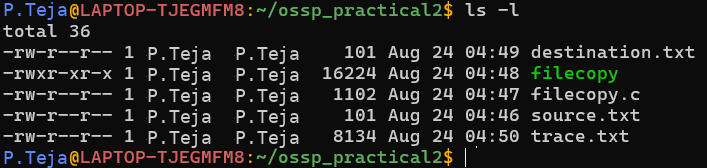 P.Teja@LAPTOP-TJEGMFM8:~/ossp_practical2$ ls -l
total 36
-rw-r--r-- 1 P.Teja P.Teja 101 Aug 24 04:49 destination.txt
-rwxr-xr-x 1 P.Teja P.Teja 16224 Aug 24 04:48 filecopy
-rw-r--r-- 1 P.Teja P.Teja 1102 Aug 24 04:47 filecopy.c
-rw-r--r-- 1 P.Teja P.Teja 101 Aug 24 04:46 source.txt
-rw-r--r-- 1 P.Teja P.Teja 8134 Aug 24 04:50 trace.txt
P.Teja@LAPTOP-TJEGMFM8:~/ossp_practical2$